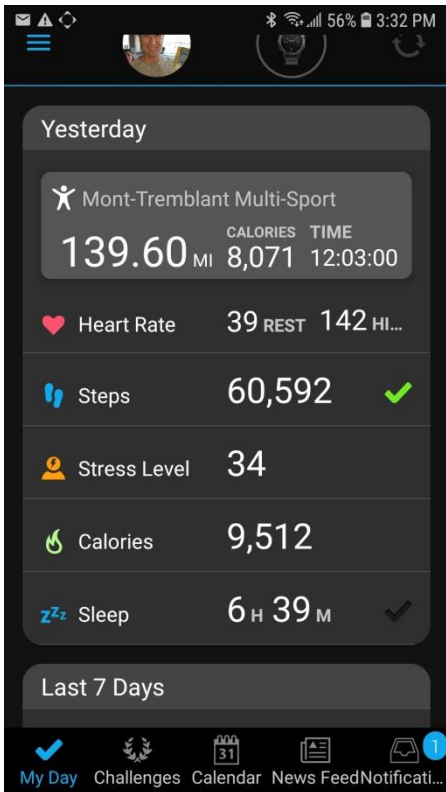 56% 3:32 PM
Yesterday
Mont-Tremblant Multi-Sport
CALORIES TIME
139.60 MI 8,071 12:03:00
Heart Rate 39 REST 142 HI...
Steps 60,592
Stress Level 34
Calories 9,512
zZz Sleep 6 H 39 M
Last 7 Days
31
1
My Day Challenges Calendar News Feed Notificati...